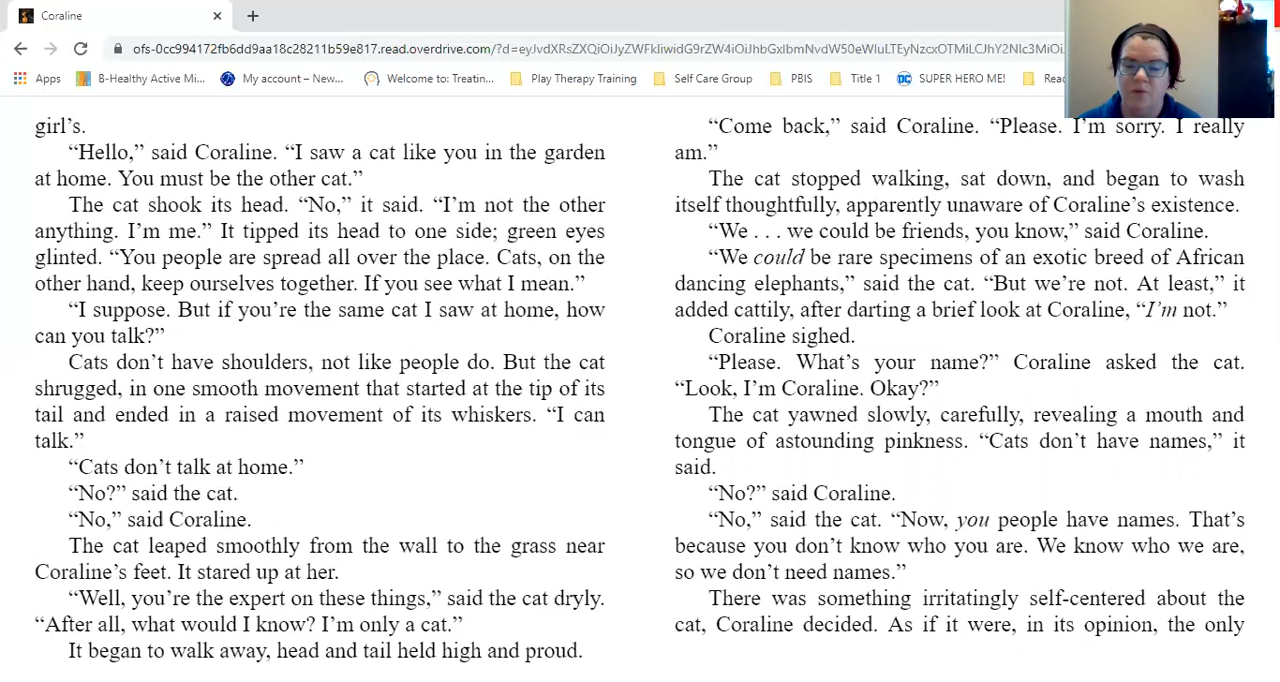 Coraline
ofs-0cc994172fb6dd9aa18c28211b59e817.read.overdrive.com/?d=
Apps
B-Healthy Active Mi...
My account – New...
Welcome to: Treatin...
Play Therapy Training
Self Care Group
PBIS
Title 1
SUPER HERO ME!
girl’s.
“Hello,” said Coraline. “I saw a cat like you in the garden
at home. You must be the other cat.”
The cat shook its head. “No,” it said. “I’m not the other
anything. I’m me.” It tipped its head to one side; green eyes
glinted. “You people are spread all over the place. Cats, on the
other hand, keep ourselves together. If you see what I mean.”
“I suppose. But if you’re the same cat I saw at home, how
can you talk?”
Cats don’t have shoulders, not like people do. But the cat
shrugged, in one smooth movement that started at the tip of its
tail and ended in a raised movement of its whiskers. “I can
talk.”
“Cats don’t talk at home.”
“No?” said the cat.
“No,” said Coraline.
The cat leaped smoothly from the wall to the grass near
Coraline’s feet. It stared up at her.
“Well, you’re the expert on these things,” said the cat dryly.
“After all, what would I know? I’m only a cat.”
It began to walk away, head and tail held high and proud.
“Come back,” said Coraline. “Please. I’m sorry. I really
am.”
The cat stopped walking, sat down, and began to wash
itself thoughtfully, apparently unaware of Coraline’s existence.
“We . . . we could be friends, you know,” said Coraline.
“We could be rare specimens of an exotic breed of African
dancing elephants,” said the cat. “But we’re not. At least,” it
added cattily, after darting a brief look at Coraline, “I’m not.”
Coraline sighed.
“Please. What’s your name?” Coraline asked the cat.
“Look, I’m Coraline. Okay?”
The cat yawned slowly, carefully, revealing a mouth and
tongue of astounding pinkness. “Cats don’t have names,” it
said.
“No?” said Coraline.
“No,” said the cat. “Now, you people have names. That’s
because you don’t know who you are. We know who we are,
so we don’t need names.”
There was something irritatingly self-centered about the
cat, Coraline decided. As if it were, in its opinion, the only